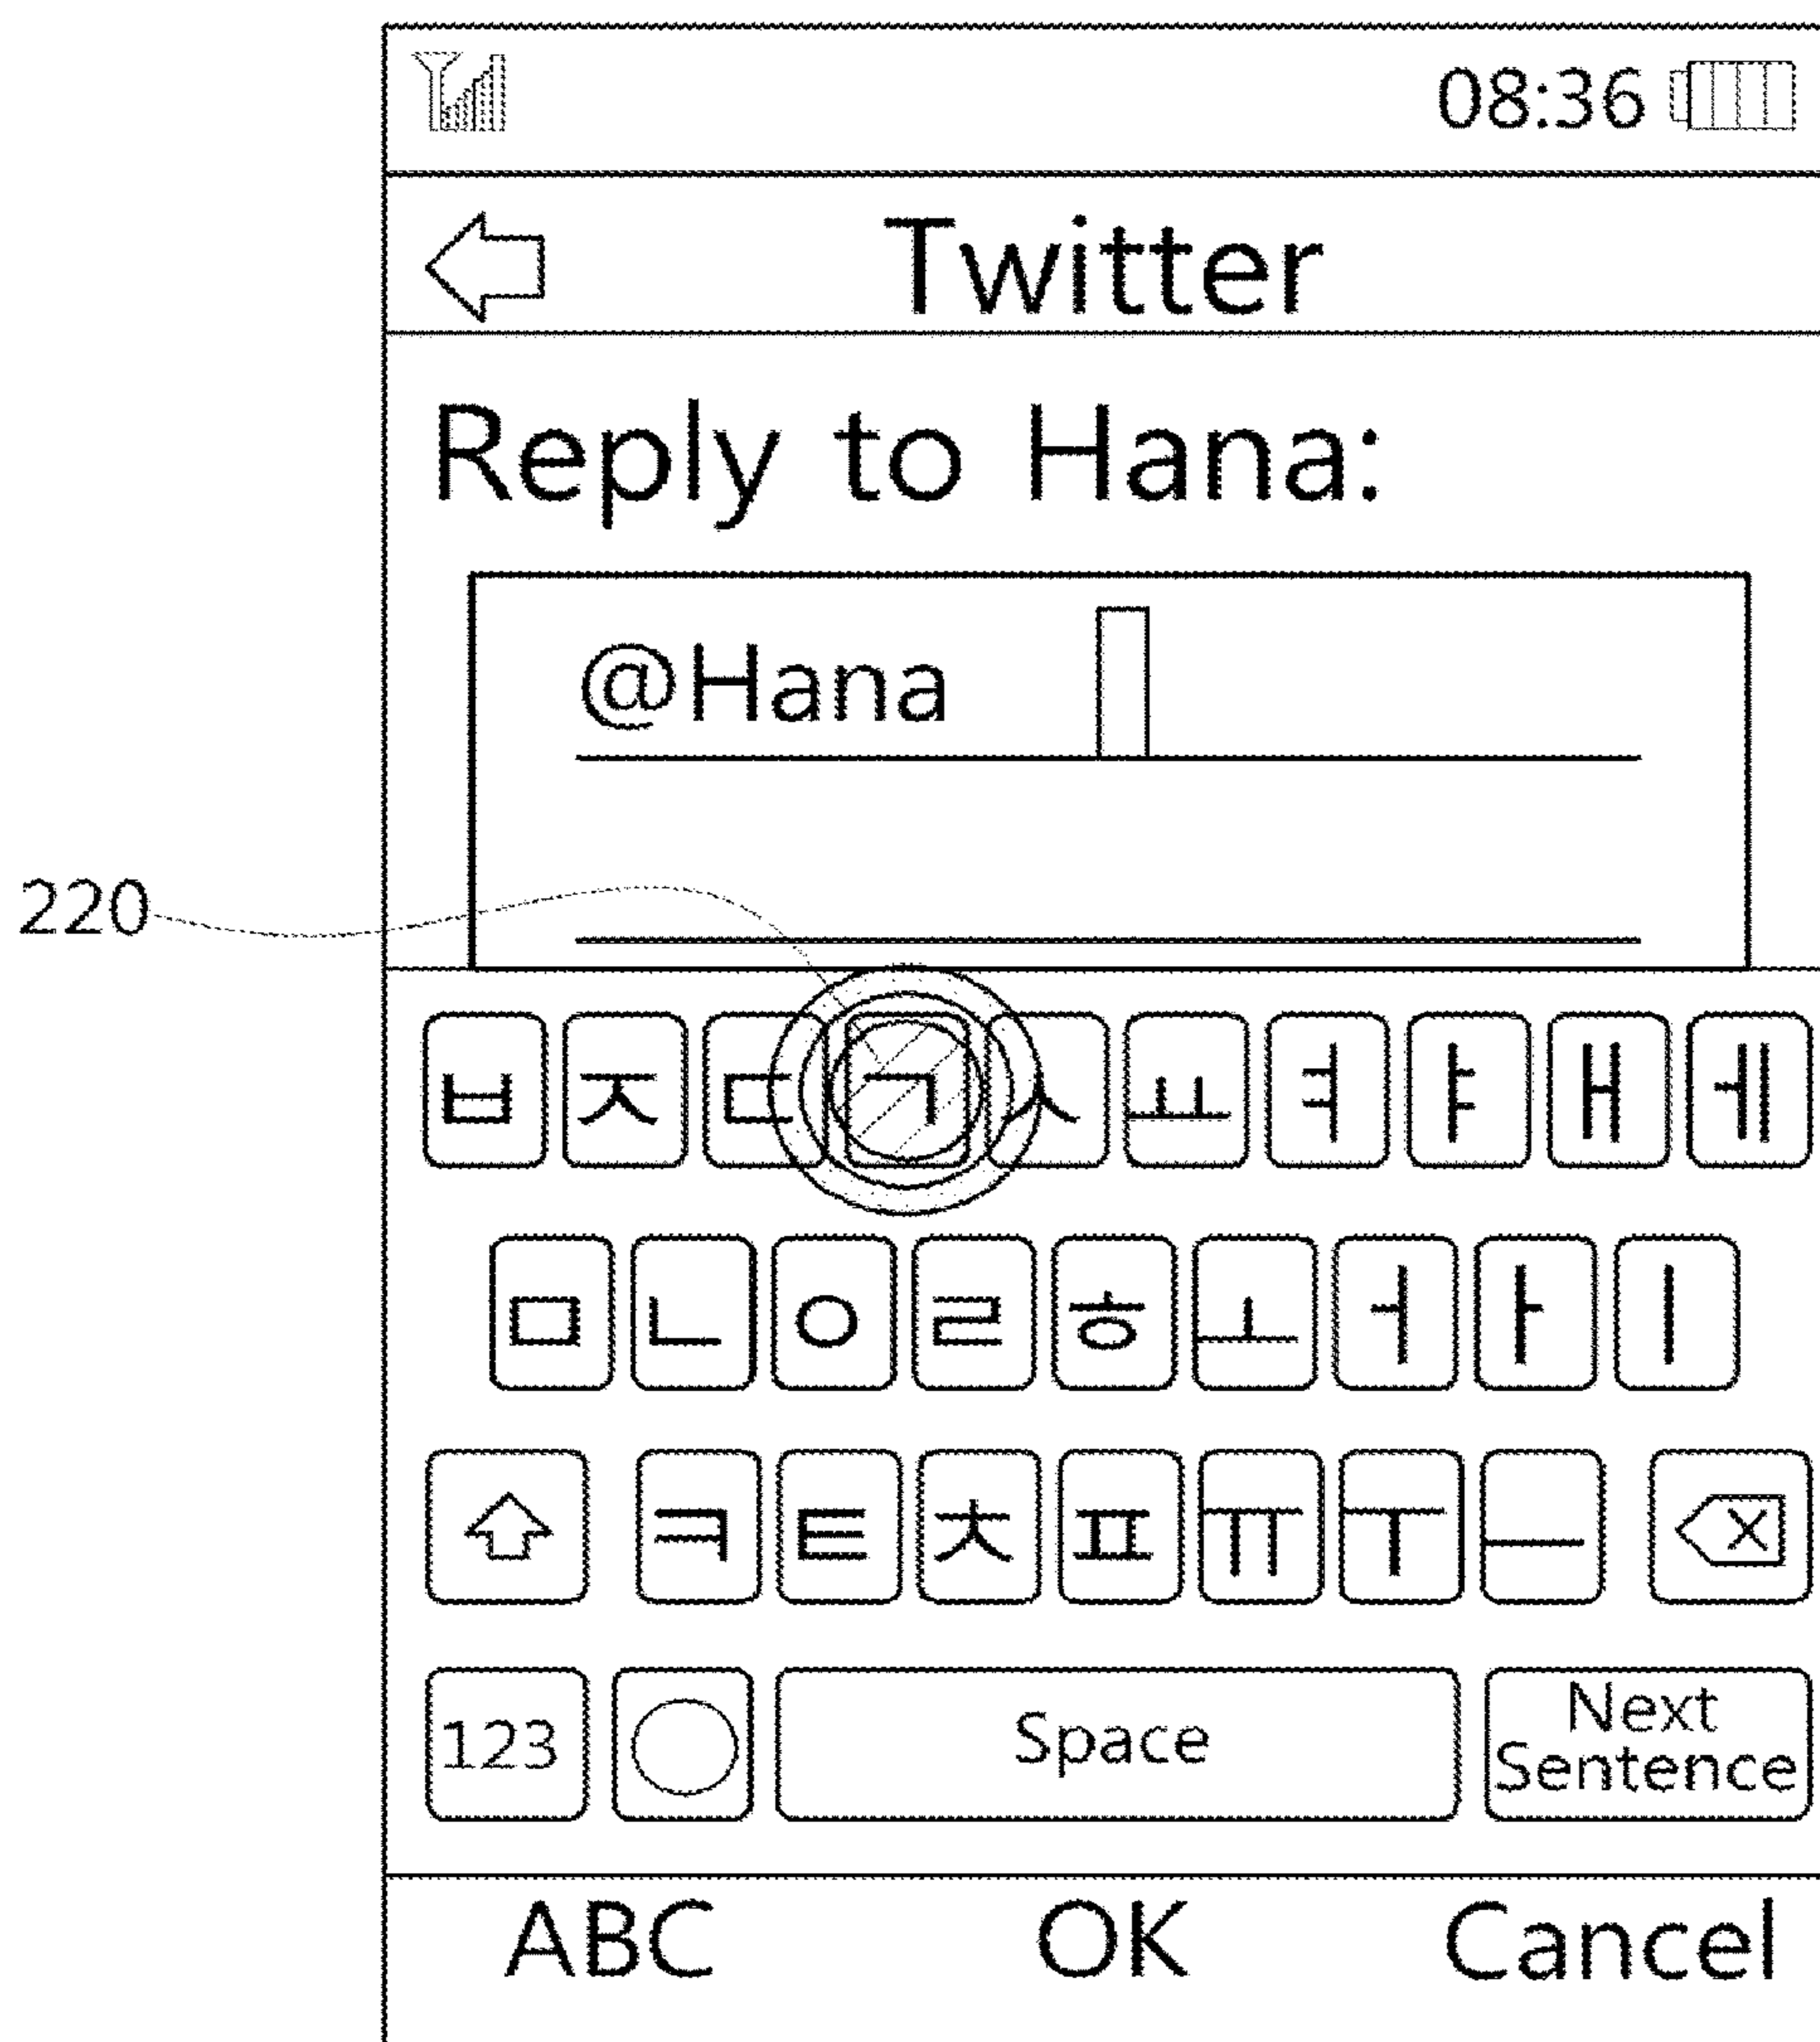 08:36
Twitter
Reply to Hana:
@Hana
220
ㅂ ㅈ ㄷ ㄱ ㅅ ㅛ ㅕ ㅑ ㅐ ㅔ
ㅁ ㄴ ㅇ ㄹ ㅎ ㅗ ㅓ ㅏ ㅣ
ㅋ ㅌ ㅊ ㅍ ㅠ ㅜ ㅡ
123 Space Next
Sentence
ABC OK Cancel